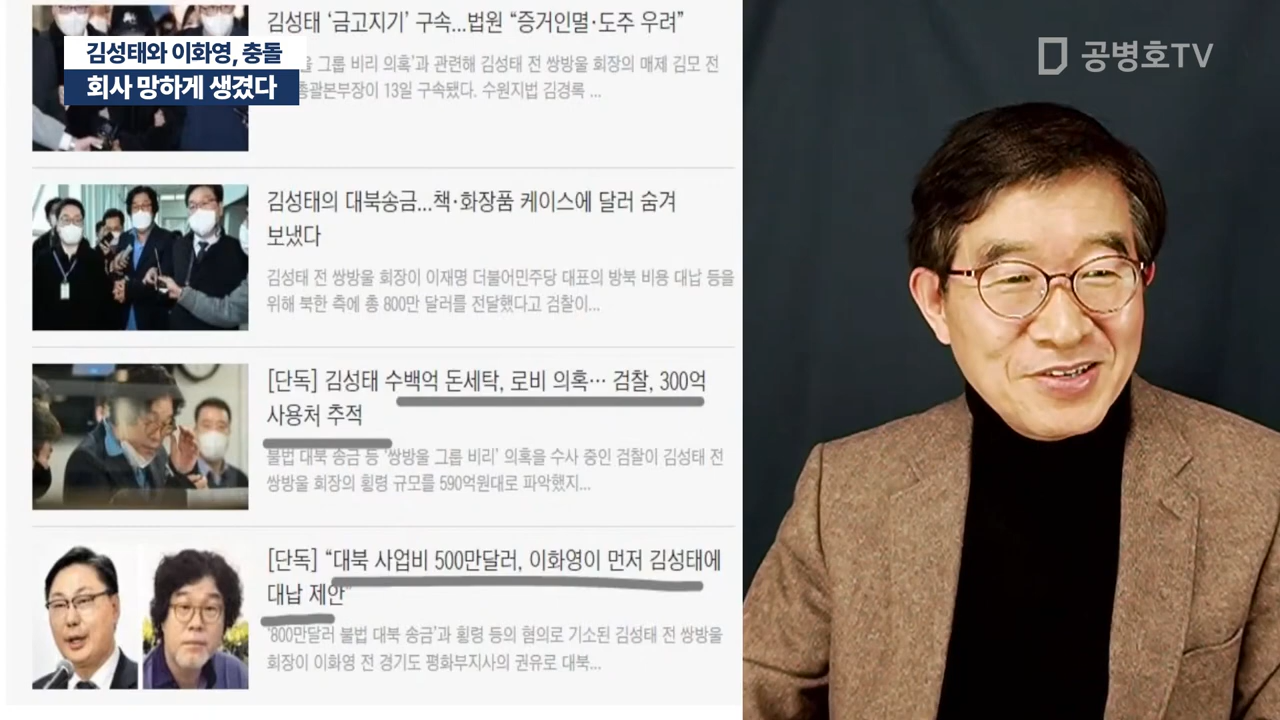 김성태 '금고지기' 구속...법원 “증거인멸·도주 우려”
김성태와 이화영, 충돌
회사 망하게 생겼다
그룹 비리 의혹'과 관련해 김성태 전 쌍방울 회장의 매제 김모 전
총괄본부장이 13일 구속됐다. 수원지법 김경록 ...
김성태의 대북송금...책·화장품 케이스에 달러 숨겨
보냈다
김성태 전 쌍방울 회장이 이재명 더불어민주당 대표의 방북 비용 대납 등을
위해 북한 측에 총 800만 달러를 전달했다고 검찰이...
[단독] 김성태 수백억 돈세탁, 로비 의혹… 검찰, 300억
사용처 추적
불법 대북 송금 등 '쌍방울 그룹 비리' 의혹을 수사 중인 검찰이 김성태 전
쌍방울 회장의 횡령 규모를 590억원대로 파악했지...
[단독] “대북 사업비 500만달러, 이화영이 먼저 김성태에
대납 제안”
'800만달러 불법 대북 송금'과 횡령 등의 혐의로 기소된 김성태 전 쌍방울
회장이 이화영 전 경기도 평화부지사의 권유로 대북...
공병호TV